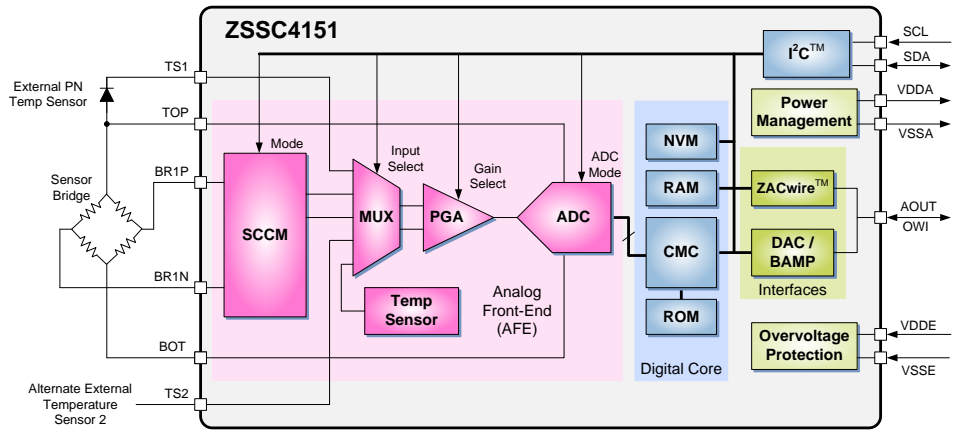 ZSSC4151
I²C™
SCL
SDA
TS1
External PN
Temp Sensor
TOP
Power
Management
VDDA
VSSA
Mode
Input
Select
Gain
Select
ADC
Mode
NVM
RAM
CMC
ROM
Digital Core
ZACwire™
DAC /
BAMP
Interfaces
AOUT
OWI
Sensor
Bridge
BR1P
SCCM
MUX
PGA
ADC
BR1N
Temp
Sensor
Analog
Front-End
(AFE)
BOT
Overvoltage
Protection
VDDE
VSSE
Alternate External
Temperature
Sensor 2
TS2